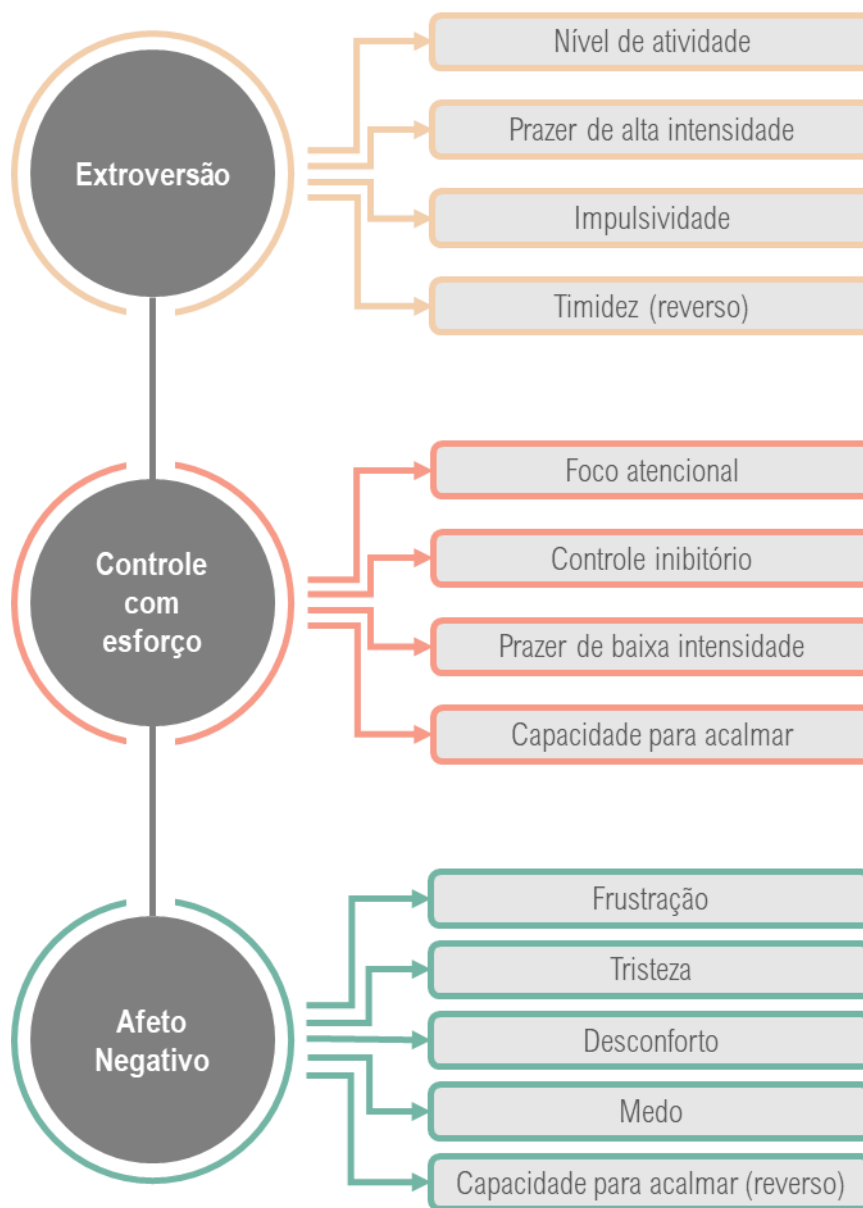 Extroversão
Nível de atividade
Prazer de alta intensidade
Impulsividade
Timidez (reverso)
Controle
com
esforço
Foco atencional
Controle inibitório
Prazer de baixa intensidade
Capacidade para acalmar
Afeto
Negativo
Frustração
Tristeza
Desconforto
Medo
Capacidade para acalmar (reverso)